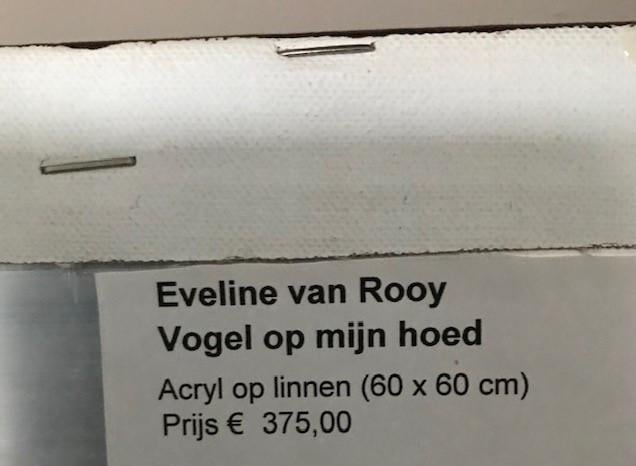 Eveline van Rooy
Vogel op mijn hoed
Acryl op linnen (60 x 60 cm)
Prijs € 375,00